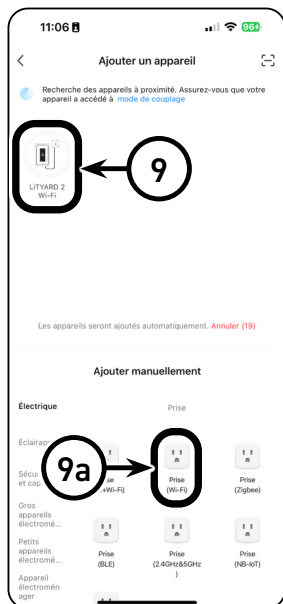 11:06
96
Ajouter un appareil
Recherche des appareils à proximité. Assurez-vous que votre
appareil a accédé à mode de couplage
LiTYARD 2
Wi-Fi
9
Les appareils seront ajoutés automatiquement. Annuler (19)
Ajouter manuellement
Électrique
Prise
Éclairag
Sécu
et cap
Gros
appareils
électromé...
Petits
appareils
électromé...
Appareil
électromén
ager
9a
se
+Wi-Fi)
Prise
(Wi-Fi)
Prise
(Zigbee)
Prise
(BLE)
Prise
(2.4GHz&5GHz
)
Prise
(NB-IoT)